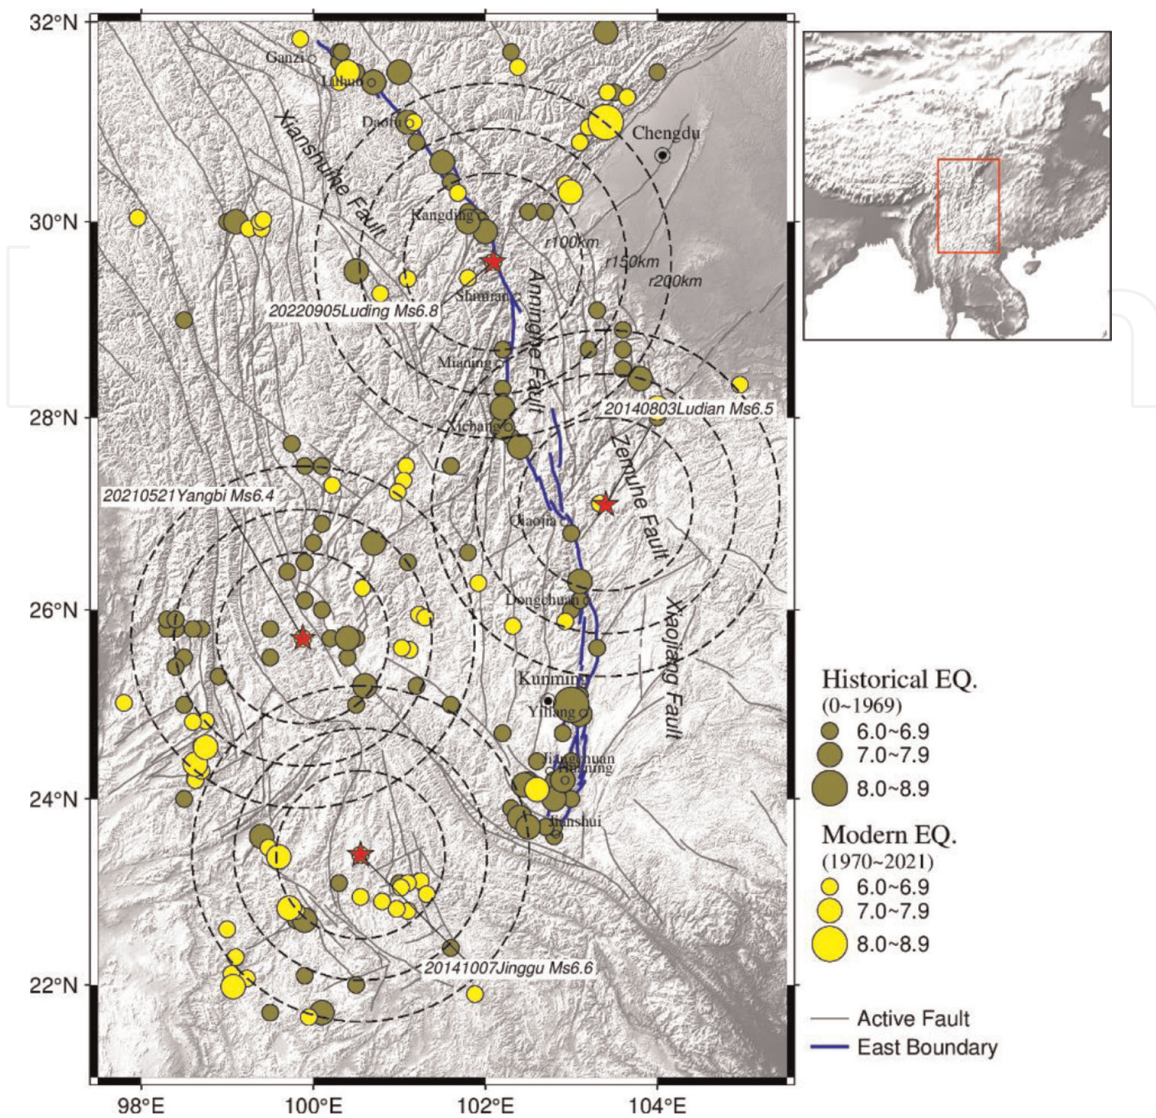 32°N
30°N
28°N
26°N
24°N
22°N
98°E
100°E
102°E
104°E
Ganzi
Luhuo
Daofu
Xianshuihe Fault
Chengdu
Kangding
r100km
r150km
r200km
Shimian
20220905Luding Ms6.8
Anninghe Fault
Mianing
20140803Ludian Ms6.5
Xichang
Zemuhe Fault
20210521Yangbi Ms6.4
Qiaojia
Dongchuan
Xiaojiang Fault
Kunming
Yiliang
Jiangchuan
Huaning
Jianshui
20141007Jinggu Ms6.6
Historical EQ.
(0~1969)
6.0~6.9
7.0~7.9
8.0~8.9
Modern EQ.
(1970~2021)
6.0~6.9
7.0~7.9
8.0~8.9
Active Fault
East Boundary